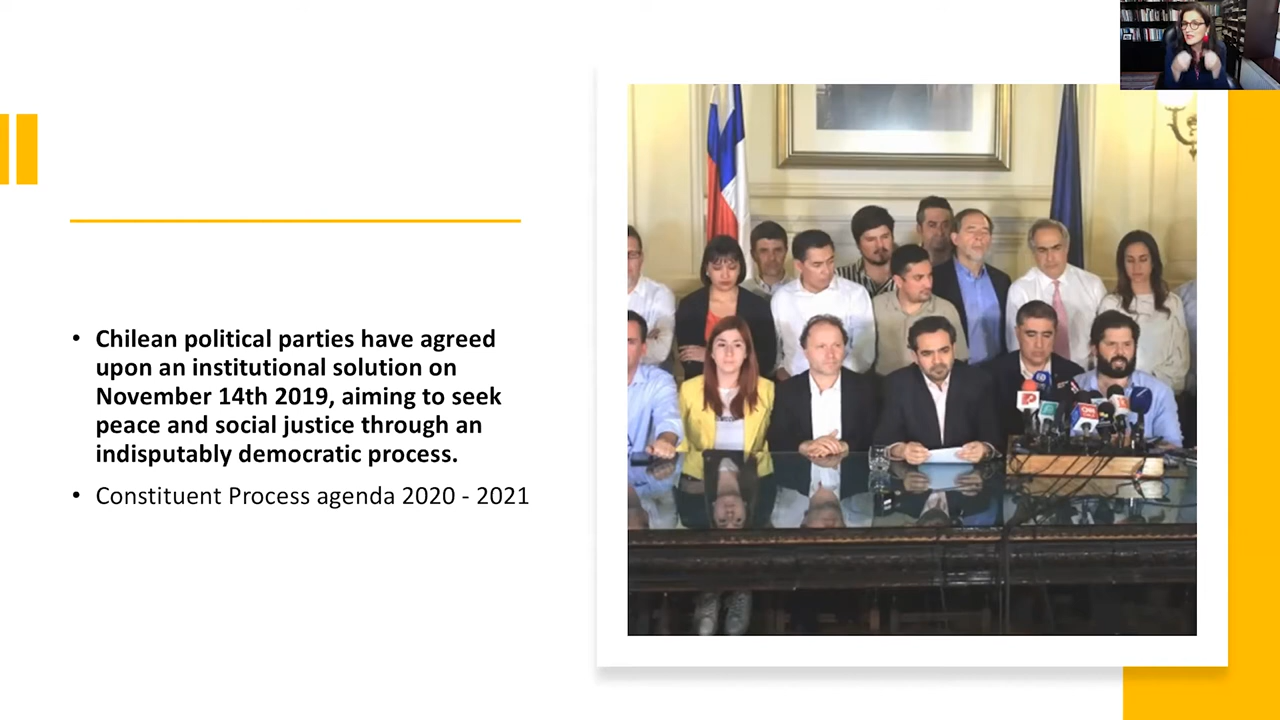 • Chilean political parties have agreed
upon an institutional solution on
November 14th 2019, aiming to seek
peace and social justice through an
indisputably democratic process.
• Constituent Process agenda 2020 - 2021